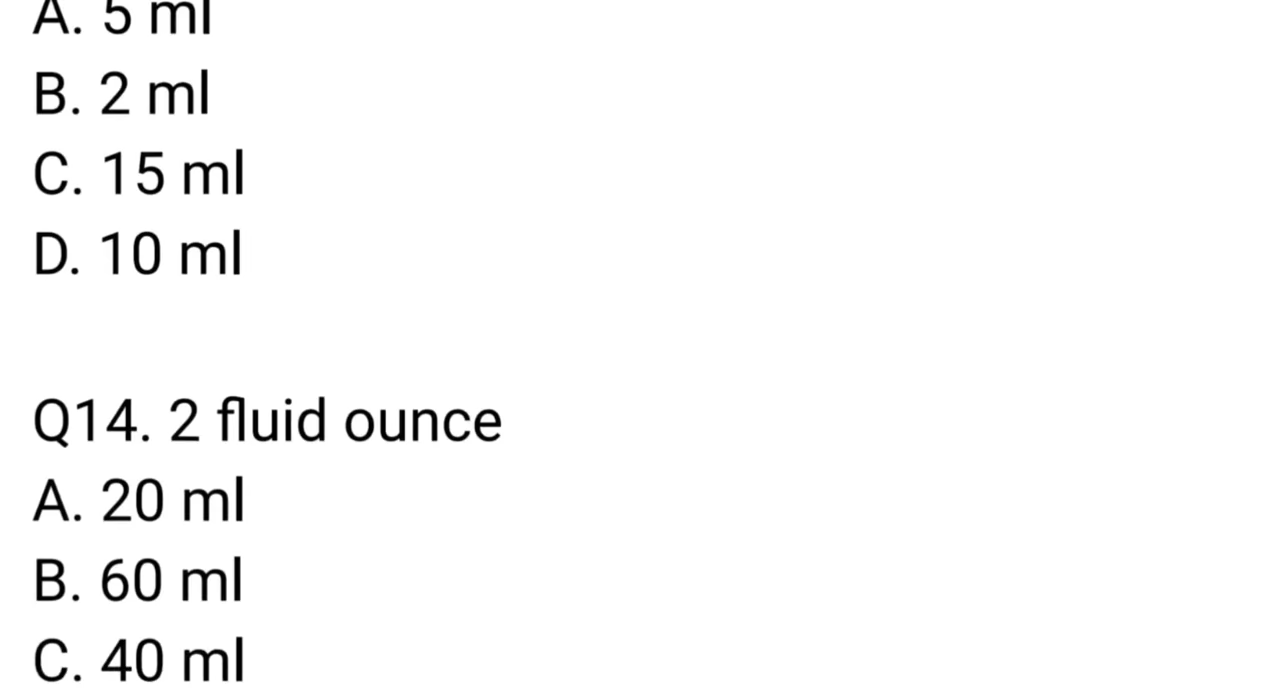 A. 5 ml
B. 2 ml
C. 15 ml
D. 10 ml
Q14. 2 fluid ounce
A. 20 ml
B. 60 ml
C. 40 ml